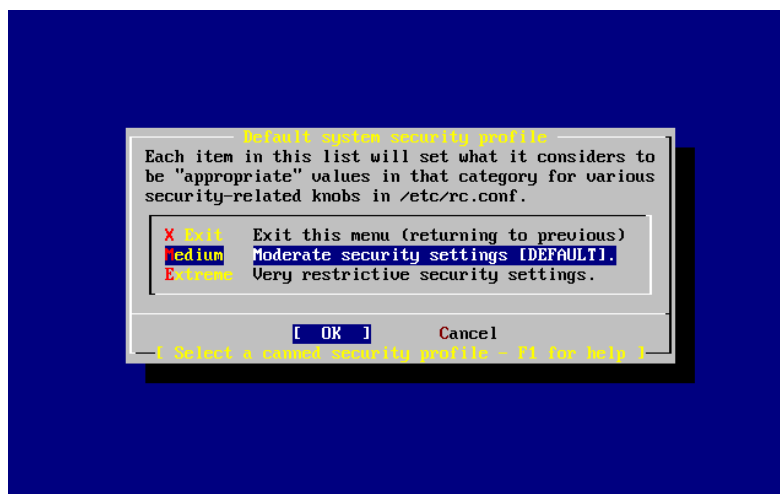 Default system security profile
Each item in this list will set what it considers to
be "appropriate" values in that category for various
security-related knobs in /etc/rc.conf.
X Exit Exit this menu (returning to previous)
Medium Moderate security settings [DEFAULT].
Extreme Very restrictive security settings.
[ OK ] Cancel
[ Select a canned security profile - F1 for help ]